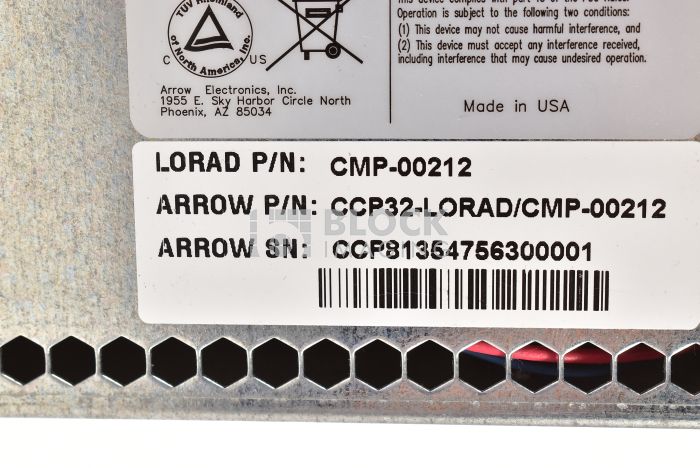 TUV Rheinland
of North America, Inc.
C US
Arrow Electronics, Inc.
1955 E. Sky Harbor Circle North
Phoenix, AZ 85034
This device complies with part 15 of the FCC Rules.
Operation is subject to the following two conditions:
(1) This device may not cause harmful interference, and
(2) This device must accept any interference received,
including interference that may cause undesired operation.
Made in USA
LORAD P/N: CMP-00212
ARROW P/N: CCP32-LORAD/CMP-00212
ARROW SN: CCP81354756300001
BLOCK
IMAGING